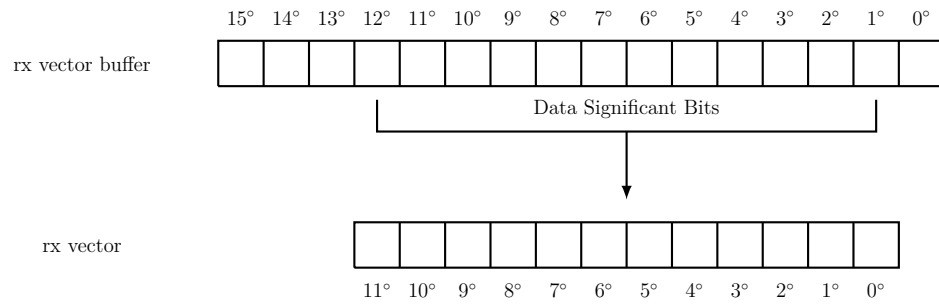 15° 14° 13° 12° 11° 10° 9° 8° 7° 6° 5° 4° 3° 2° 1° 0°
rx vector buffer
Data Significant Bits
rx vector
11° 10° 9° 8° 7° 6° 5° 4° 3° 2° 1° 0°